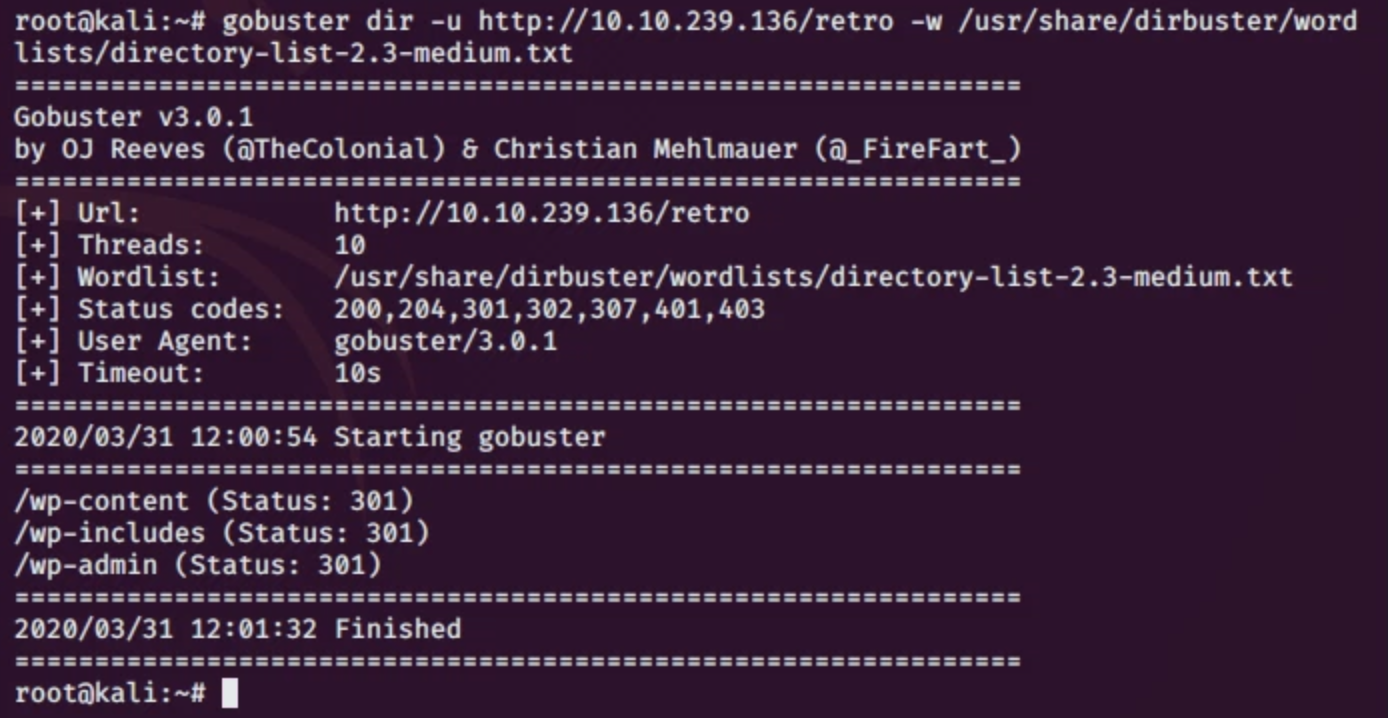 root@kali:~# gobuster dir -u http://10.10.239.136/retro -w /usr/share/dirbuster/word
lists/directory-list-2.3-medium.txt
===============================================================
Gobuster v3.0.1
by OJ Reeves (@TheColonial) & Christian Mehlmauer (@_FireFart_)
===============================================================
[+] Url:            http://10.10.239.136/retro
[+] Threads:        10
[+] Wordlist:       /usr/share/dirbuster/wordlists/directory-list-2.3-medium.txt
[+] Status codes:   200,204,301,302,307,401,403
[+] User Agent:     gobuster/3.0.1
[+] Timeout:        10s
===============================================================
2020/03/31 12:00:54 Starting gobuster
===============================================================
/wp-content (Status: 301)
/wp-includes (Status: 301)
/wp-admin (Status: 301)
===============================================================
2020/03/31 12:01:32 Finished
===============================================================
root@kali:~#